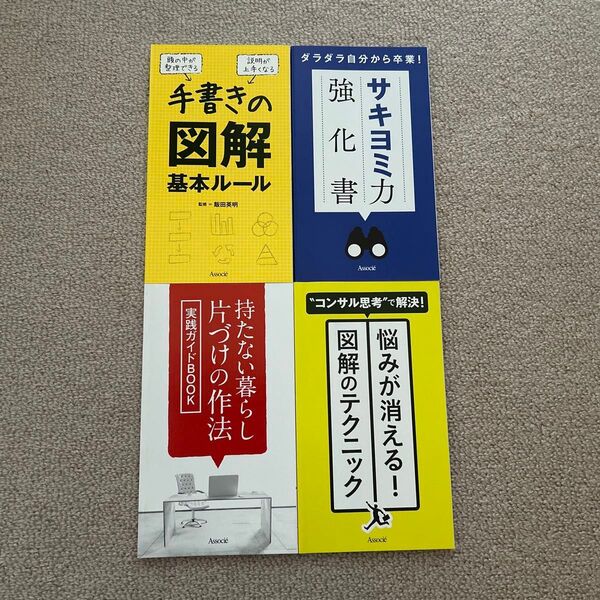 頭の中が
整理できる
説明が
上手くなる
手書きの
図解
基本ルール
監修 = 飯田英明
Associé
ダラダラ自分から卒業！
サキヨミ力
強化書
Associé
持たない暮らし
片づけの作法
実践ガイドBOOK
Associé
"コンサル思考"で解決！
悩みが消える！
図解のテクニック
Associé